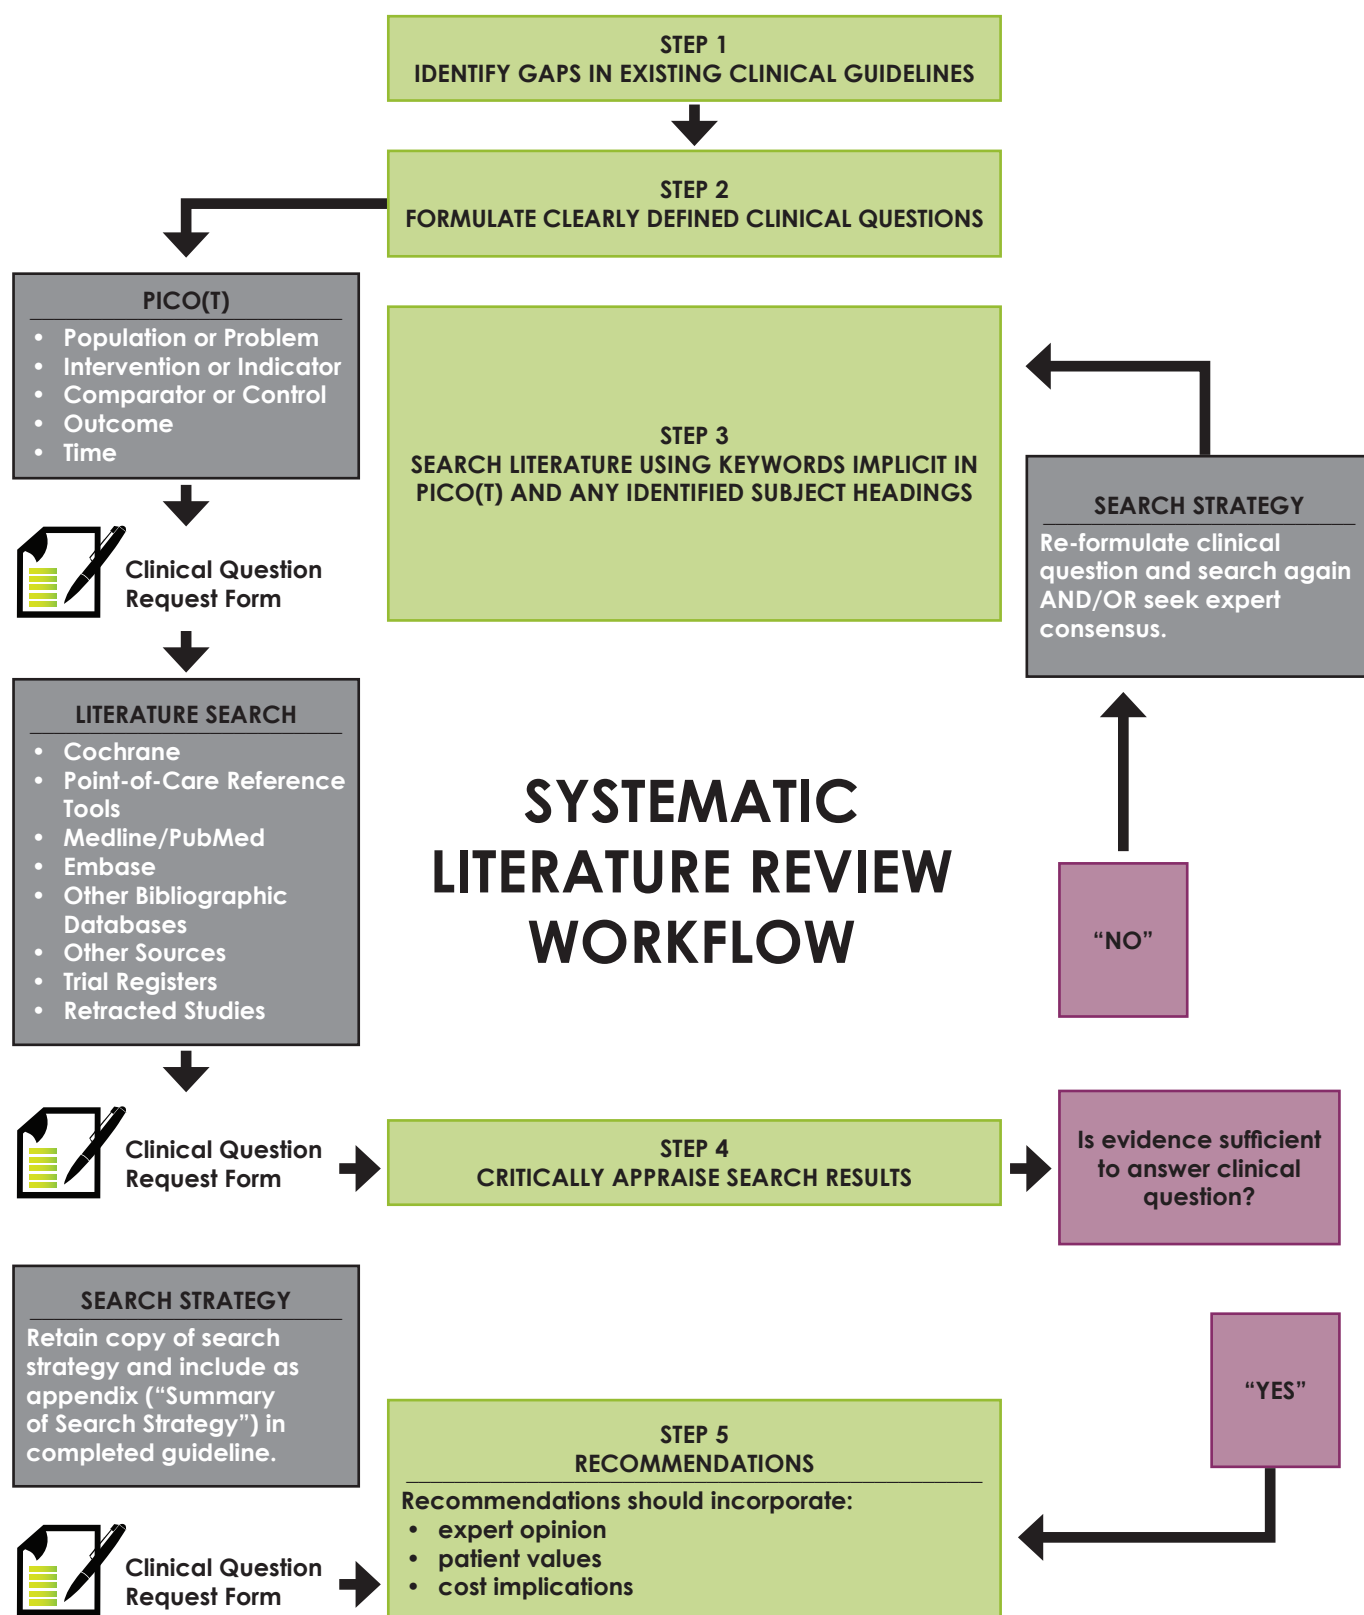 STEP 1
IDENTIFY GAPS IN EXISTING CLINICAL GUIDELINES
STEP 2
FORMULATE CLEARLY DEFINED CLINICAL QUESTIONS
PICO(T)
• Population or Problem
• Intervention or Indicator
• Comparator or Control
• Outcome
• Time
Clinical Question
Request Form
STEP 3
SEARCH LITERATURE USING KEYWORDS IMPLICIT IN
PICO(T) AND ANY IDENTIFIED SUBJECT HEADINGS
SEARCH STRATEGY
Re-formulate clinical
question and search again
AND/OR seek expert
consensus.
LITERATURE SEARCH
• Cochrane
• Point-of-Care Reference
Tools
• Medline/PubMed
• Embase
• Other Bibliographic
Databases
• Other Sources
• Trial Registers
• Retracted Studies
SYSTEMATIC
LITERATURE REVIEW
WORKFLOW
“NO”
Clinical Question
Request Form
STEP 4
CRITICALLY APPRAISE SEARCH RESULTS
Is evidence sufficient
to answer clinical
question?
SEARCH STRATEGY
Retain copy of search
strategy and include as
appendix (“Summary
of Search Strategy”) in
completed guideline.
“YES”
Clinical Question
Request Form
STEP 5
RECOMMENDATIONS
Recommendations should incorporate:
• expert opinion
• patient values
• cost implications